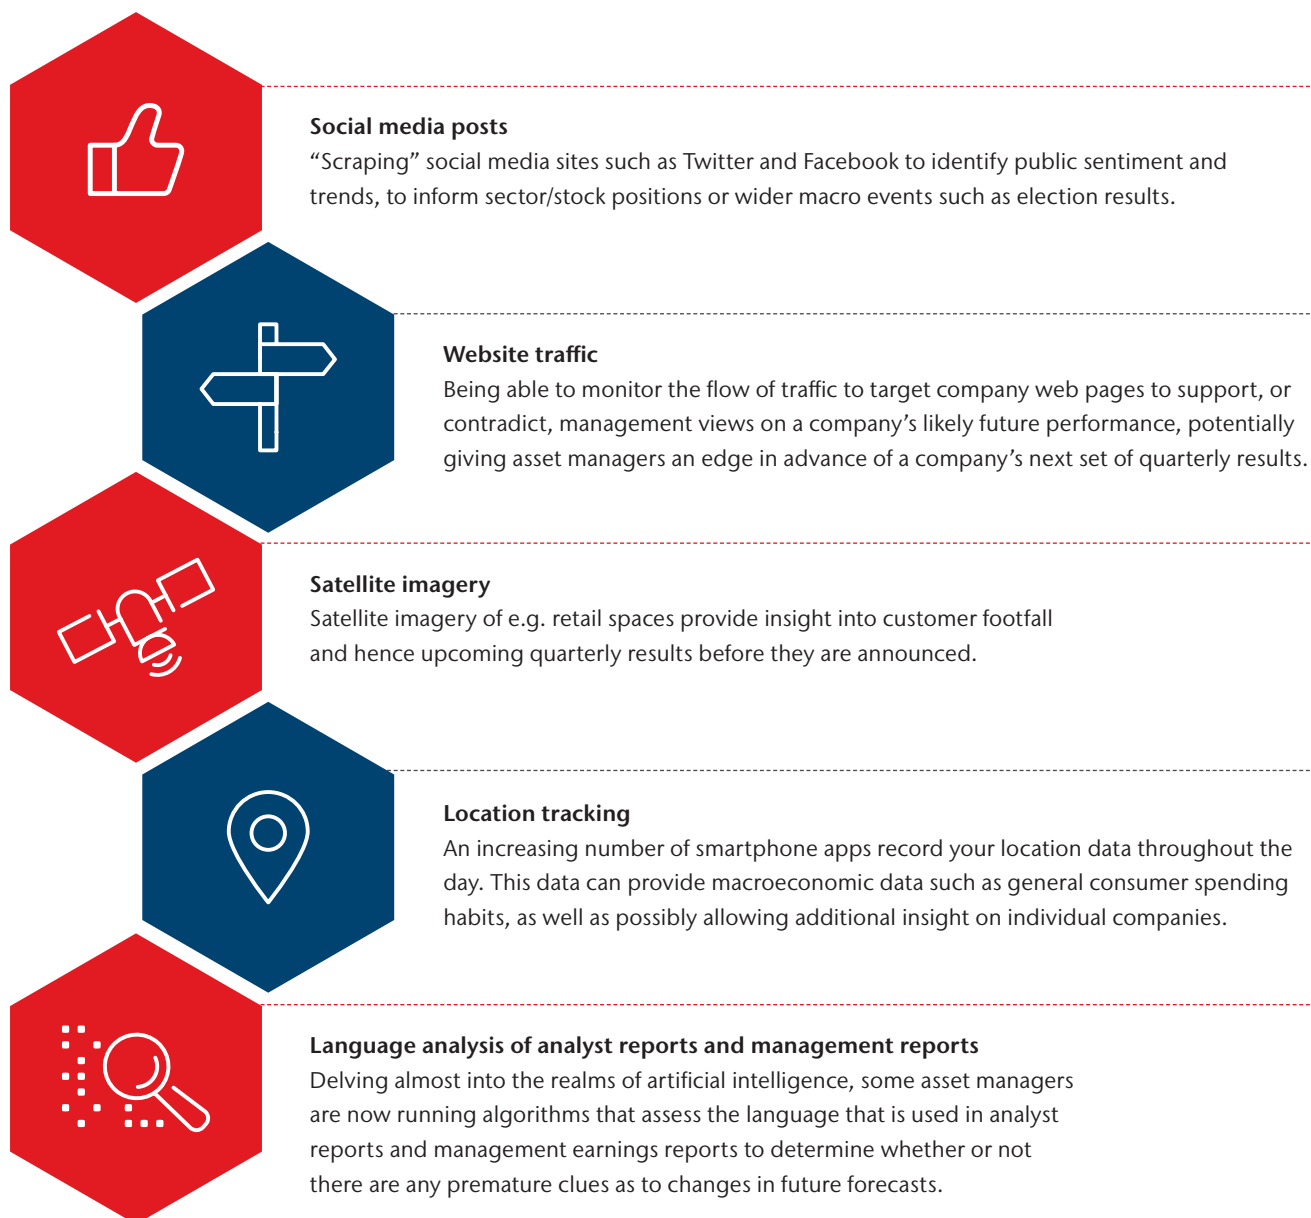 Social media posts
“Scraping” social media sites such as Twitter and Facebook to identify public sentiment and
trends, to inform sector/stock positions or wider macro events such as election results.
Website traffic
Being able to monitor the flow of traffic to target company web pages to support, or
contradict, management views on a company’s likely future performance, potentially
giving asset managers an edge in advance of a company’s next set of quarterly results.
Satellite imagery
Satellite imagery of e.g. retail spaces provide insight into customer footfall
and hence upcoming quarterly results before they are announced.
Location tracking
An increasing number of smartphone apps record your location data throughout the
day. This data can provide macroeconomic data such as general consumer spending
habits, as well as possibly allowing additional insight on individual companies.
Language analysis of analyst reports and management reports
Delving almost into the realms of artificial intelligence, some asset managers
are now running algorithms that assess the language that is used in analyst
reports and management earnings reports to determine whether or not
there are any premature clues as to changes in future forecasts.